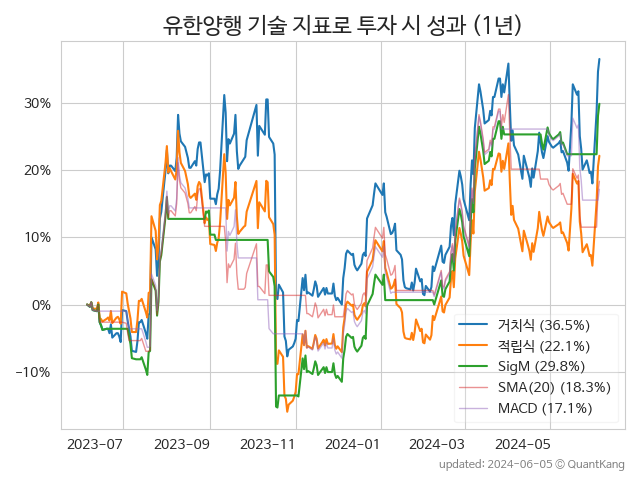 유한양행 기술 지표로 투자 시 성과 (1년)
30%
20%
10%
0%
−10%
거치식 (36.5%)
적립식 (22.1%)
SigM (29.8%)
SMA(20) (18.3%)
MACD (17.1%)
2023-07 2023-09 2023-11 2024-01 2024-03 2024-05
updated: 2024-06-05 © QuantKang